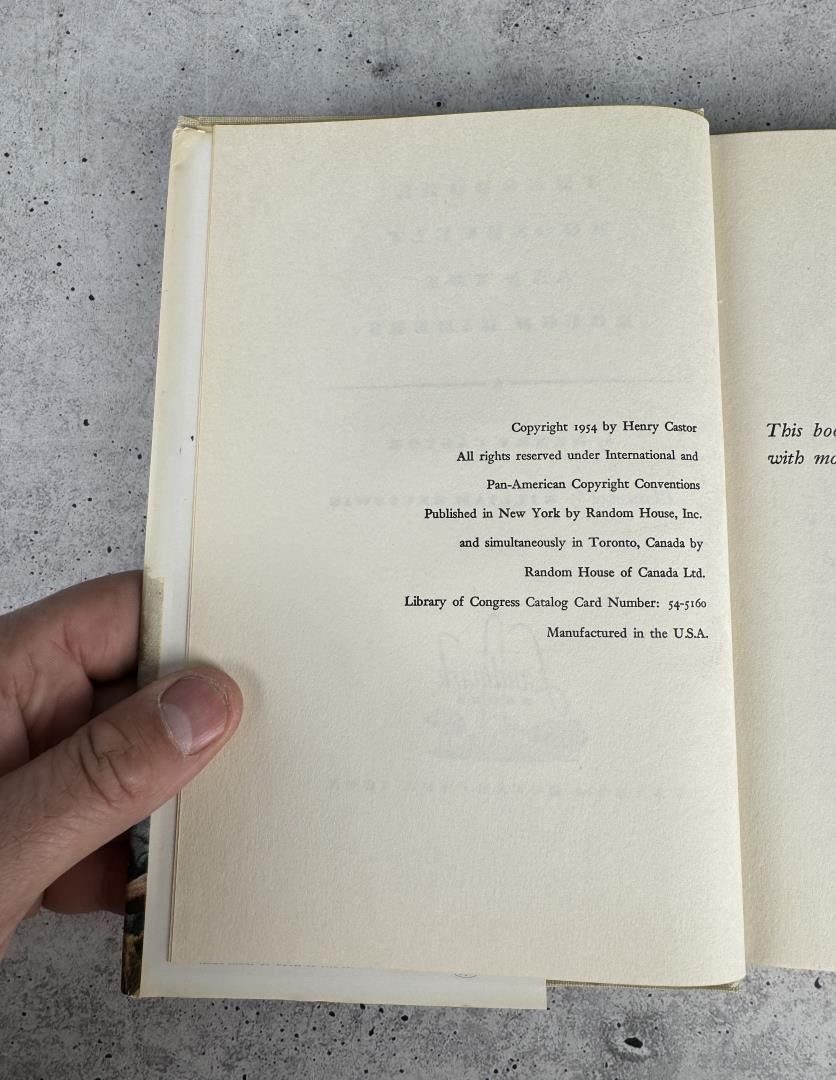 Copyright 1954 by Henry Castor
All rights reserved under International and
Pan-American Copyright Conventions
Published in New York by Random House, Inc.
and simultaneously in Toronto, Canada by
Random House of Canada Ltd.
Library of Congress Catalog Card Number: 54-5160
Manufactured in the U.S.A.
This
with